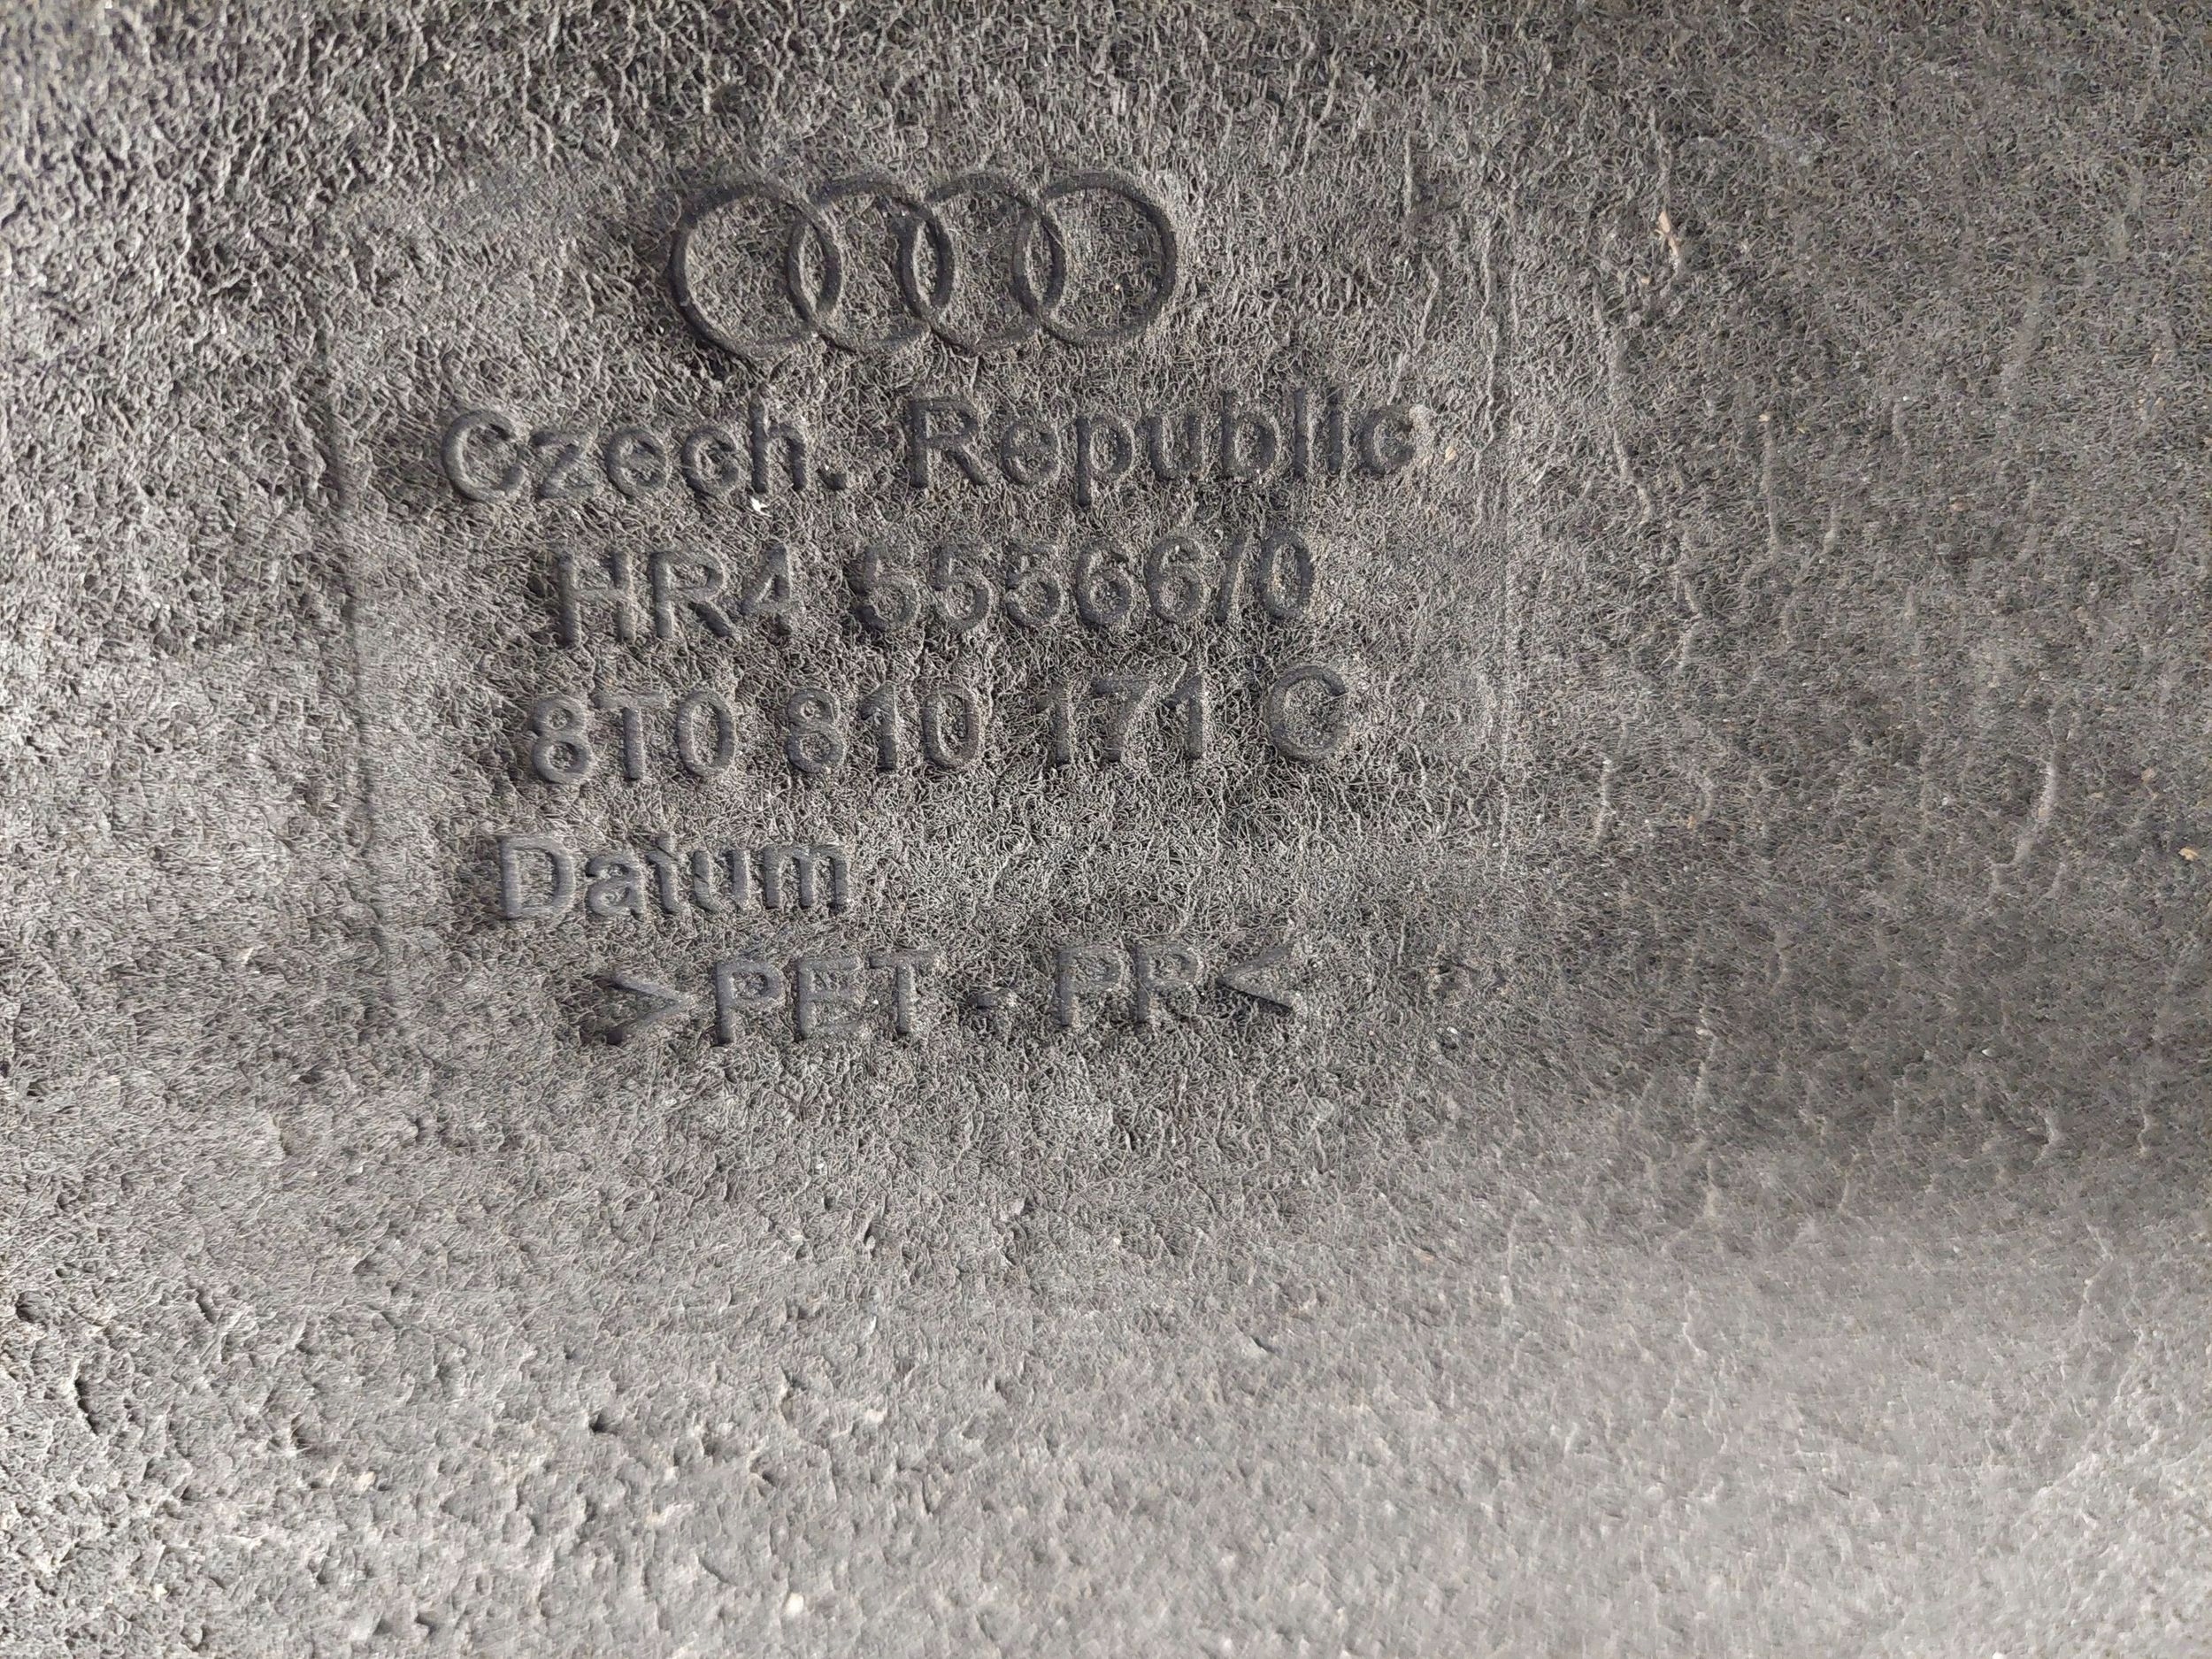 Czech. Republic
HR4 55566/0
8T0 810 171 C
Datum
>PET - PP<